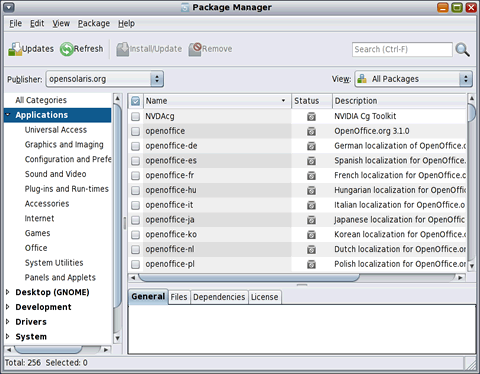 Package Manager
File Edit View Package Help
Updates Refresh Install/Update Remove Search (Ctrl-F)
Publisher: opensolaris.org View: All Packages
All Categories
Applications
Universal Access
Graphics and Imaging
Configuration and Prefe
Sound and Video
Plug-ins and Run-times
Accessories
Internet
Games
Office
System Utilities
Panels and Applets
Desktop (GNOME)
Development
Drivers
System
Name Status Description
NVDAcg NVIDIA Cg Toolkit
openoffice OpenOffice.org 3.1.0
openoffice-de German localization of OpenOffice.o
openoffice-es Spanish localization for OpenOffice.
openoffice-fr French localization for OpenOffice.o
openoffice-hu Hungarian localization for OpenOffic
openoffice-it Italian localization for OpenOffice.or
openoffice-ja Japanese localization for OpenOffic
openoffice-ko Korean localization for OpenOffice.o
openoffice-nl Dutch localization for OpenOffice.or
openoffice-pl Polish localization for OpenOffice.or
General Files Dependencies License
Total: 256 Selected: 0